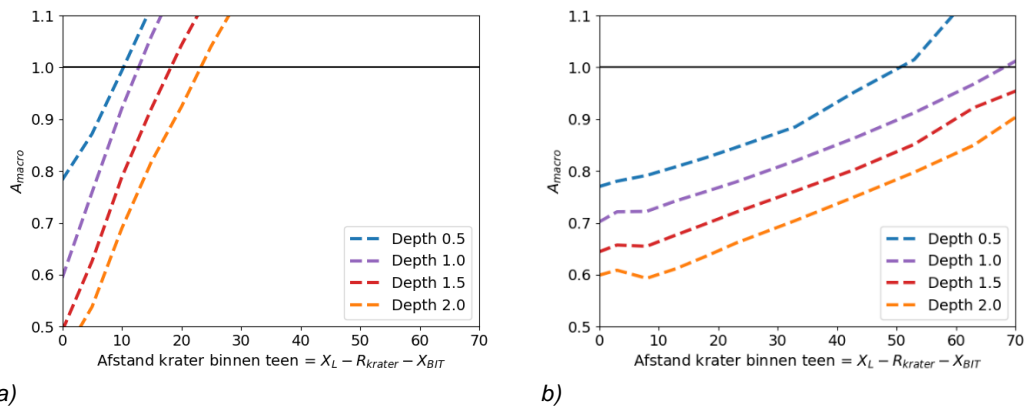 1.1
1.0
0.9
0.8
0.7
0.6
0.5
A_macro
0 10 20 30 40 50 60 70
Afstand krater binnen teen = X_L − R_krater − X_BIT
Depth 0.5
Depth 1.0
Depth 1.5
Depth 2.0
a)
1.1
1.0
0.9
0.8
0.7
0.6
0.5
A_macro
0 10 20 30 40 50 60 70
Afstand krater binnen teen = X_L − R_krater − X_BIT
Depth 0.5
Depth 1.0
Depth 1.5
Depth 2.0
b)